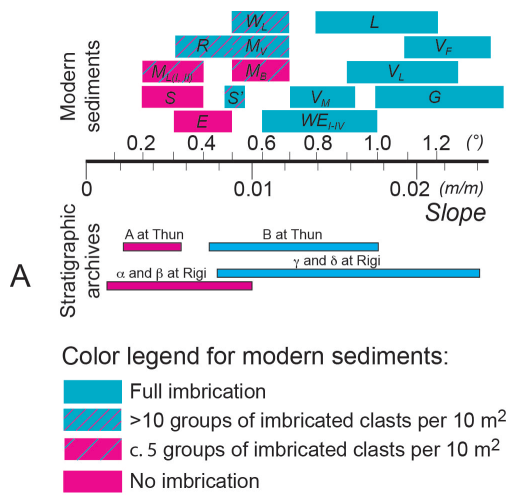 Modern sediments
W_L L
R M_V V_F
M_L(I, II) M_B V_L
S S' V_M G
E WE_I-IV
0.2 0.4 0.6 0.8 1.0 1.2 (°)
0 0.01 0.02 (m/m)
Slope
Stratigraphic archives
A at Thun B at Thun
γ and δ at Rigi
α and β at Rigi
A
Color legend for modern sediments:
Full imbrication
>10 groups of imbricated clasts per 10 m²
c. 5 groups of imbricated clasts per 10 m²
No imbrication